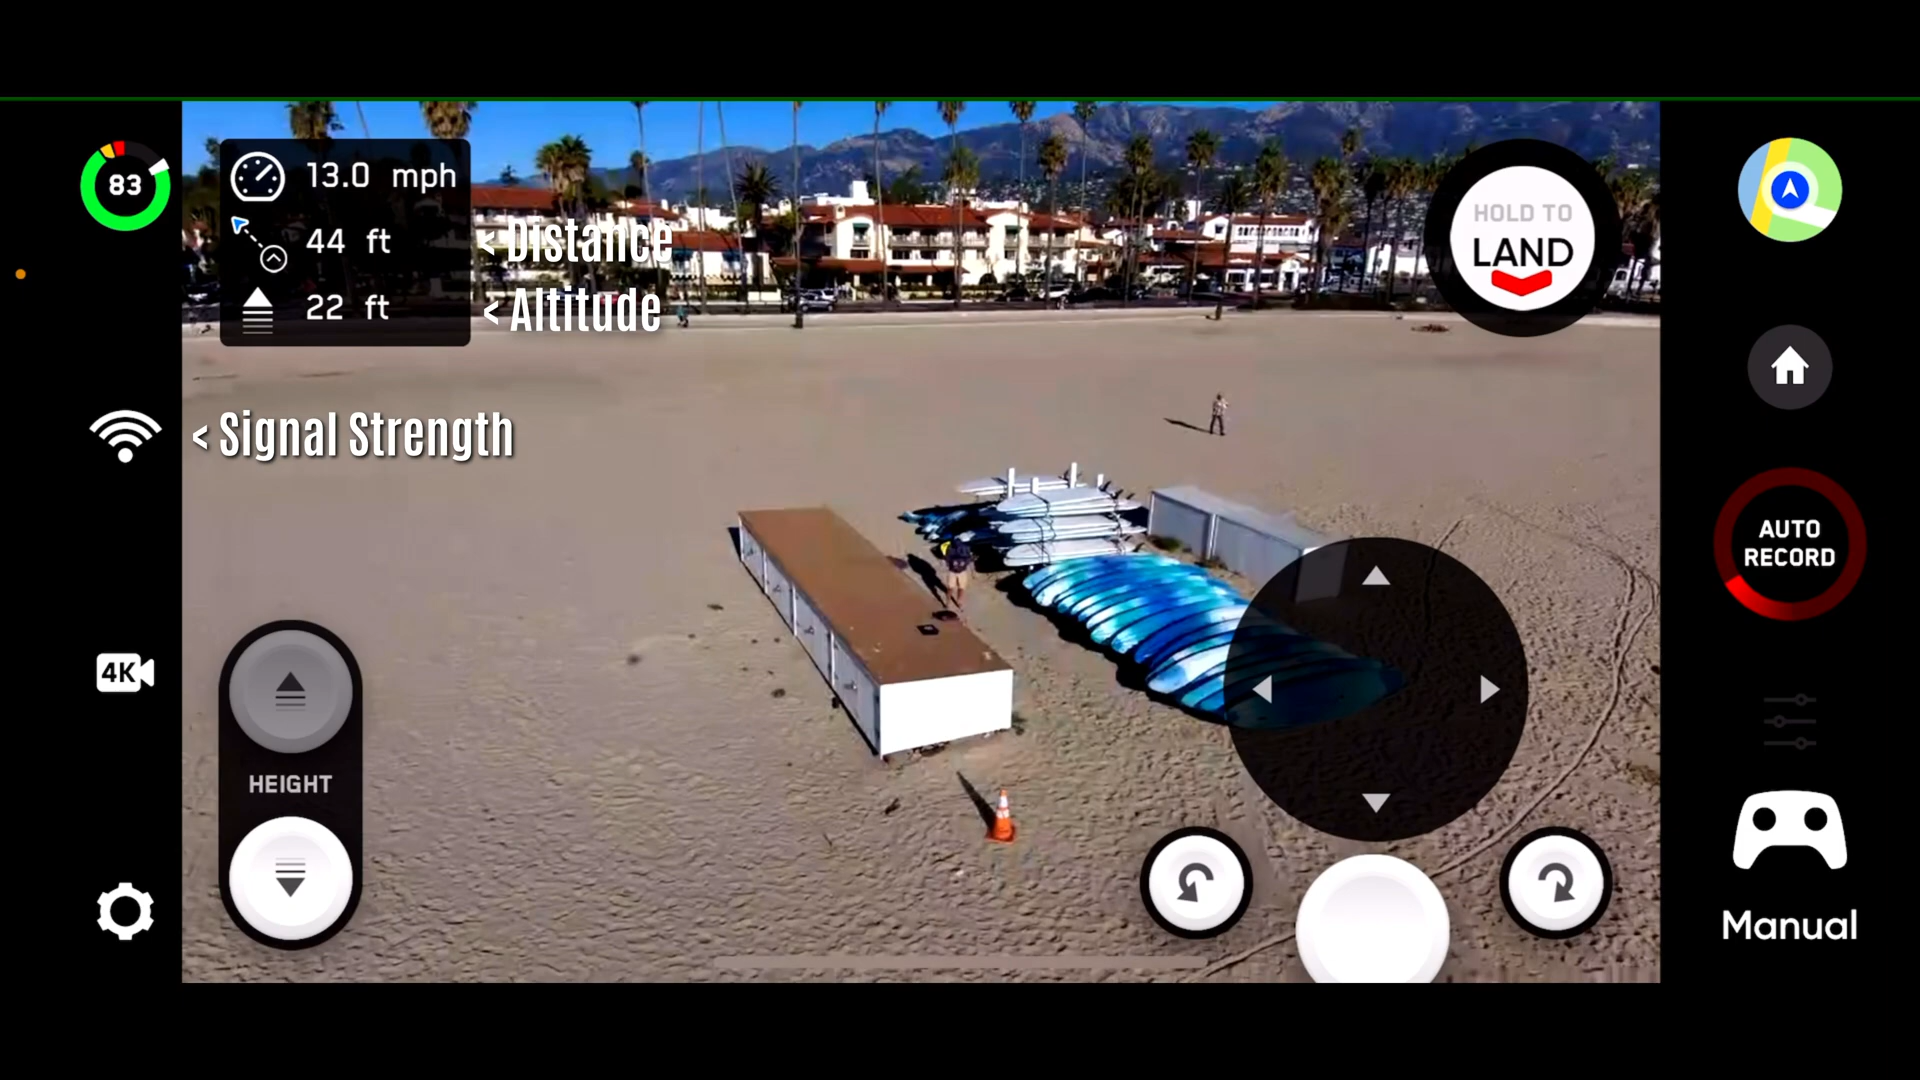 83
13.0 mph
44 ft
< Distance
22 ft
< Altitude
HOLD TO
LAND
< Signal Strength
AUTO
RECORD
4K
HEIGHT
Manual